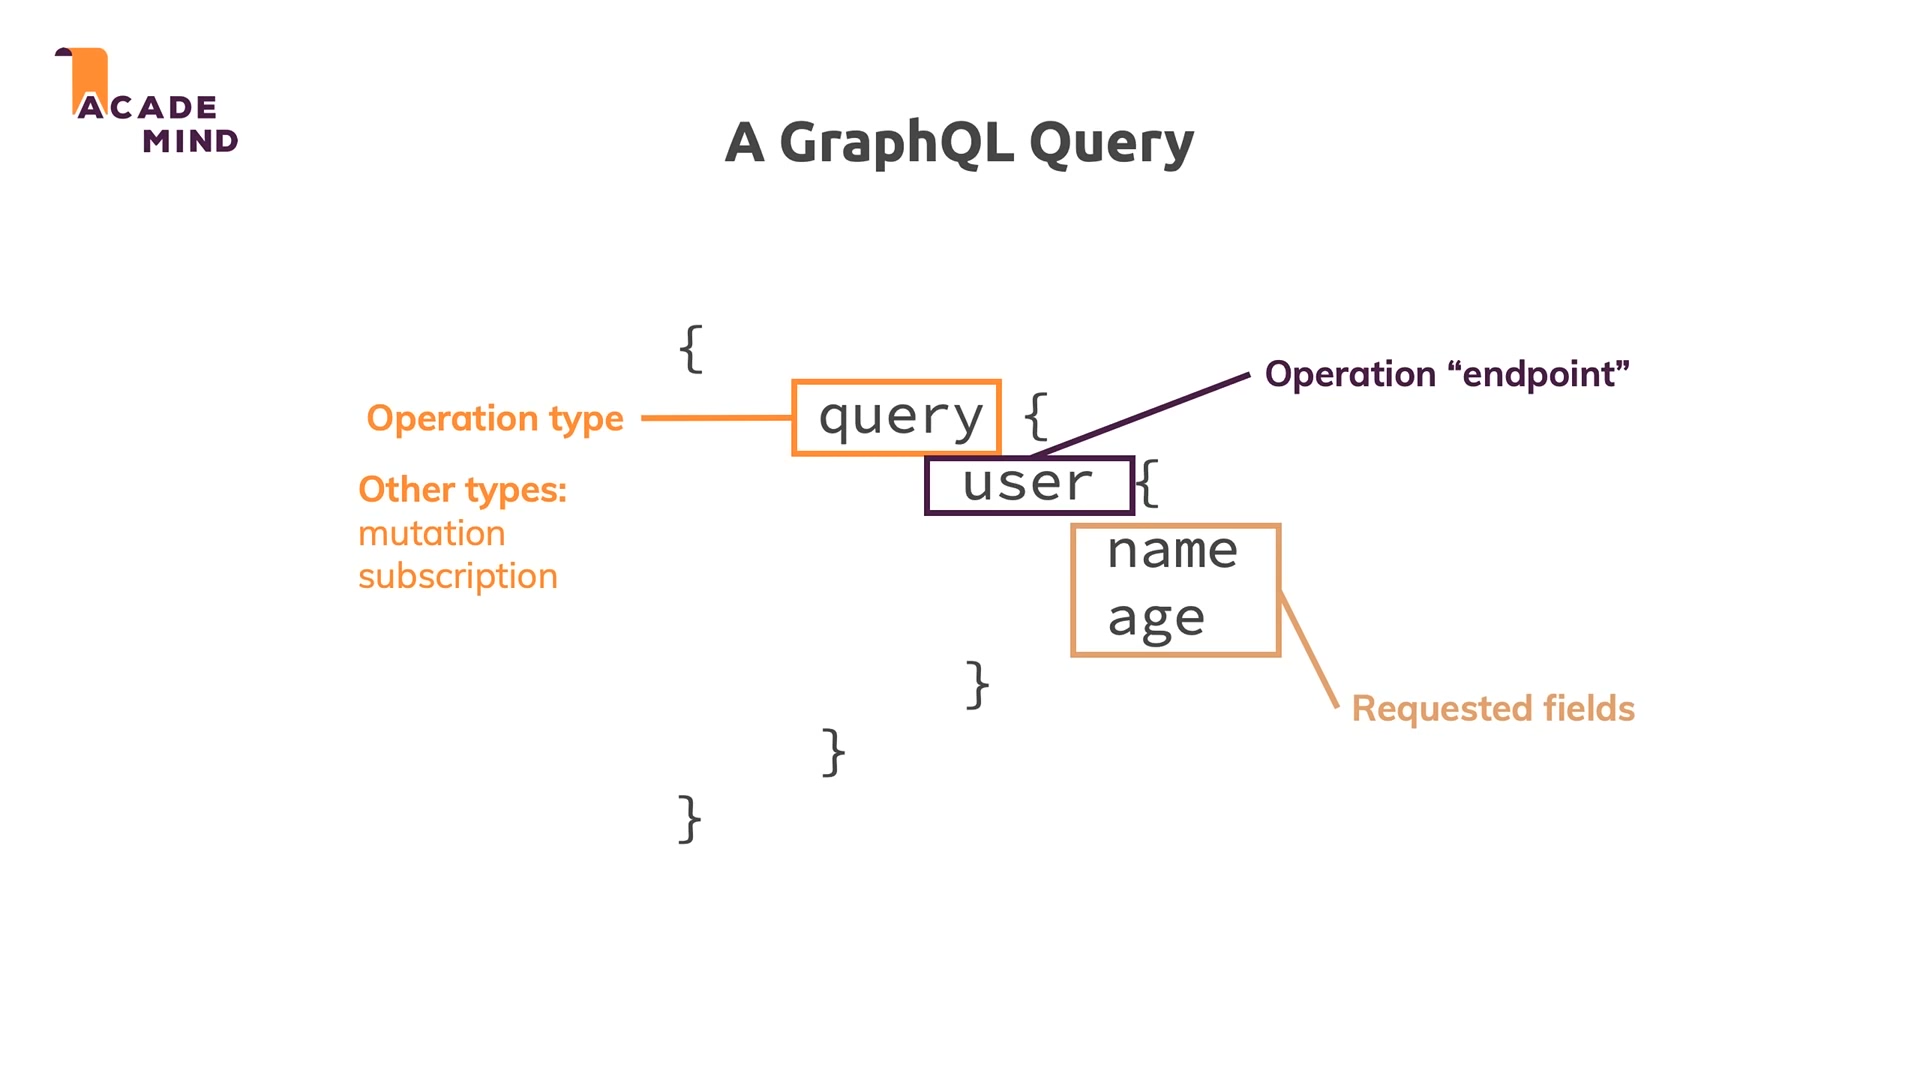 ACADE
MIND
A GraphQL Query
{
query {
user {
name
age
}
}
}
Operation type
Other types:
mutation
subscription
Operation “endpoint”
Requested fields